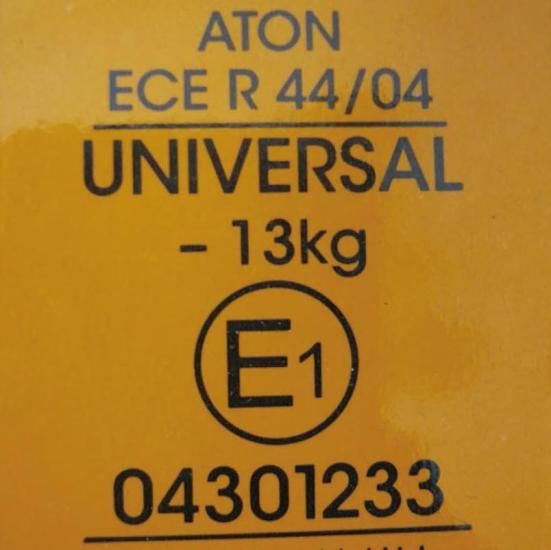 ATON
ECE R 44/04
UNIVERSAL
- 13kg
E1
04301233